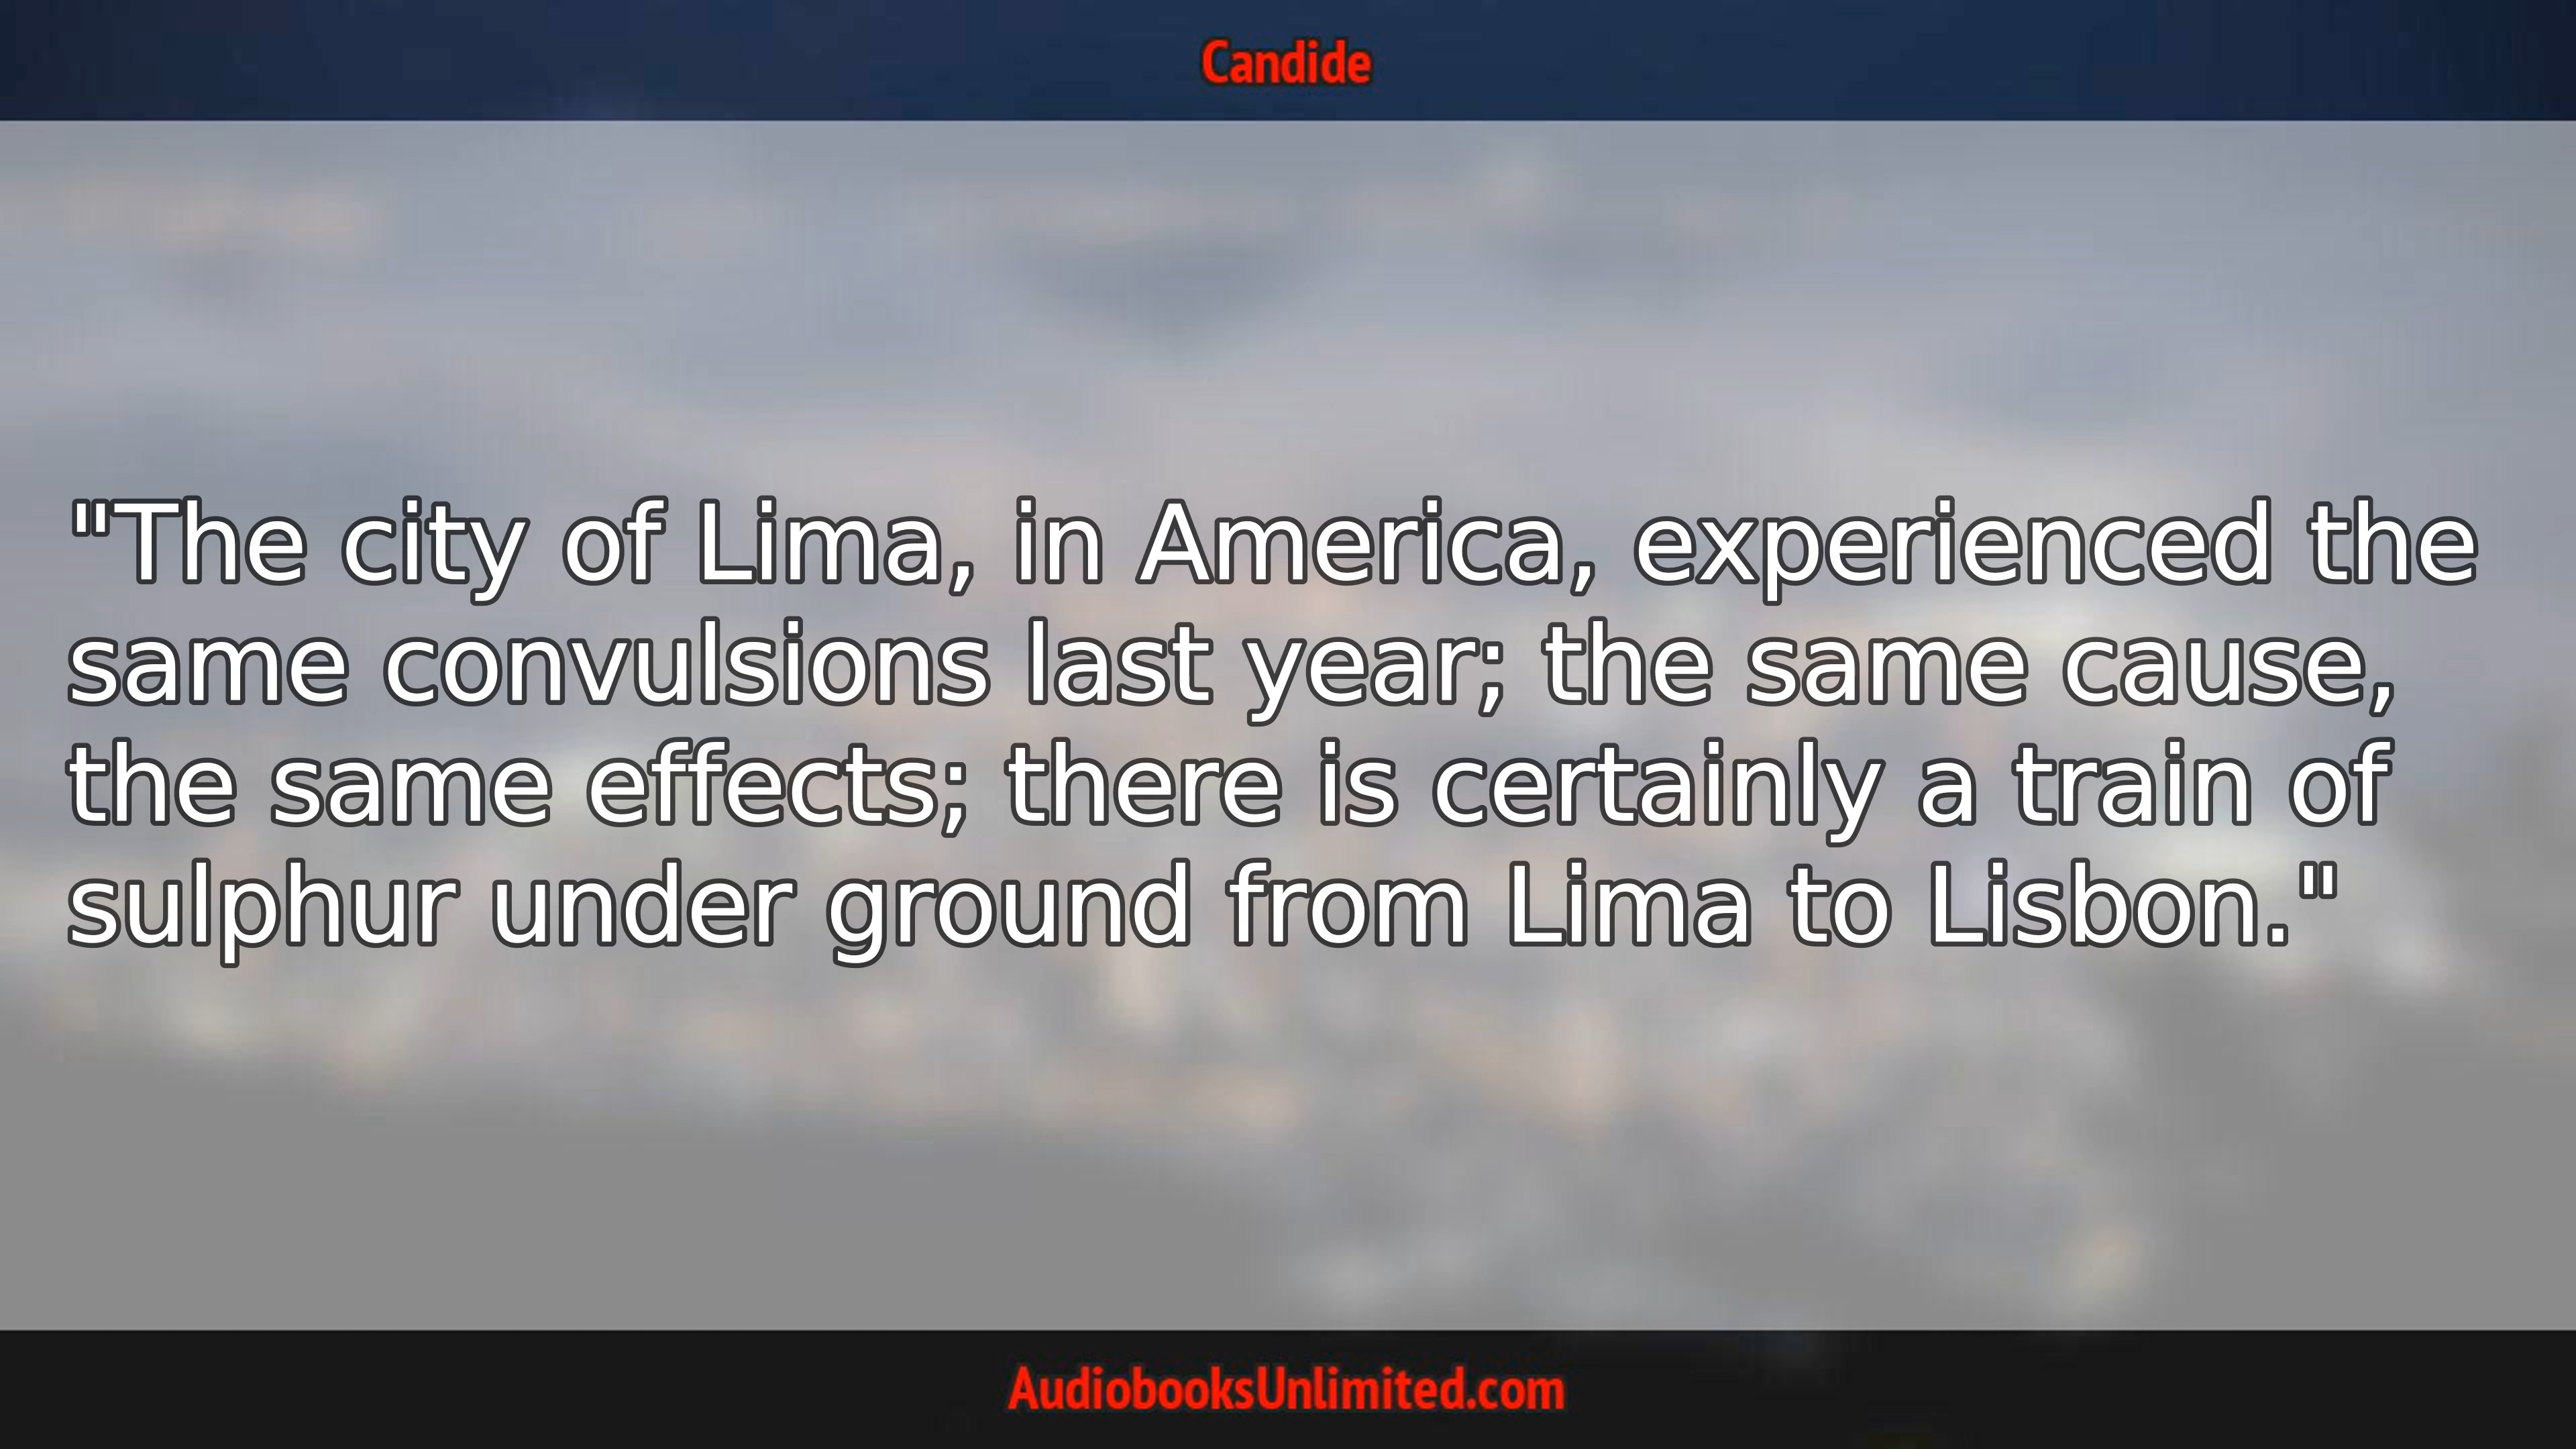 Candide
"The city of Lima, in America, experienced the
same convulsions last year; the same cause,
the same effects; there is certainly a train of
sulphur under ground from Lima to Lisbon."
AudiobooksUnlimited.com